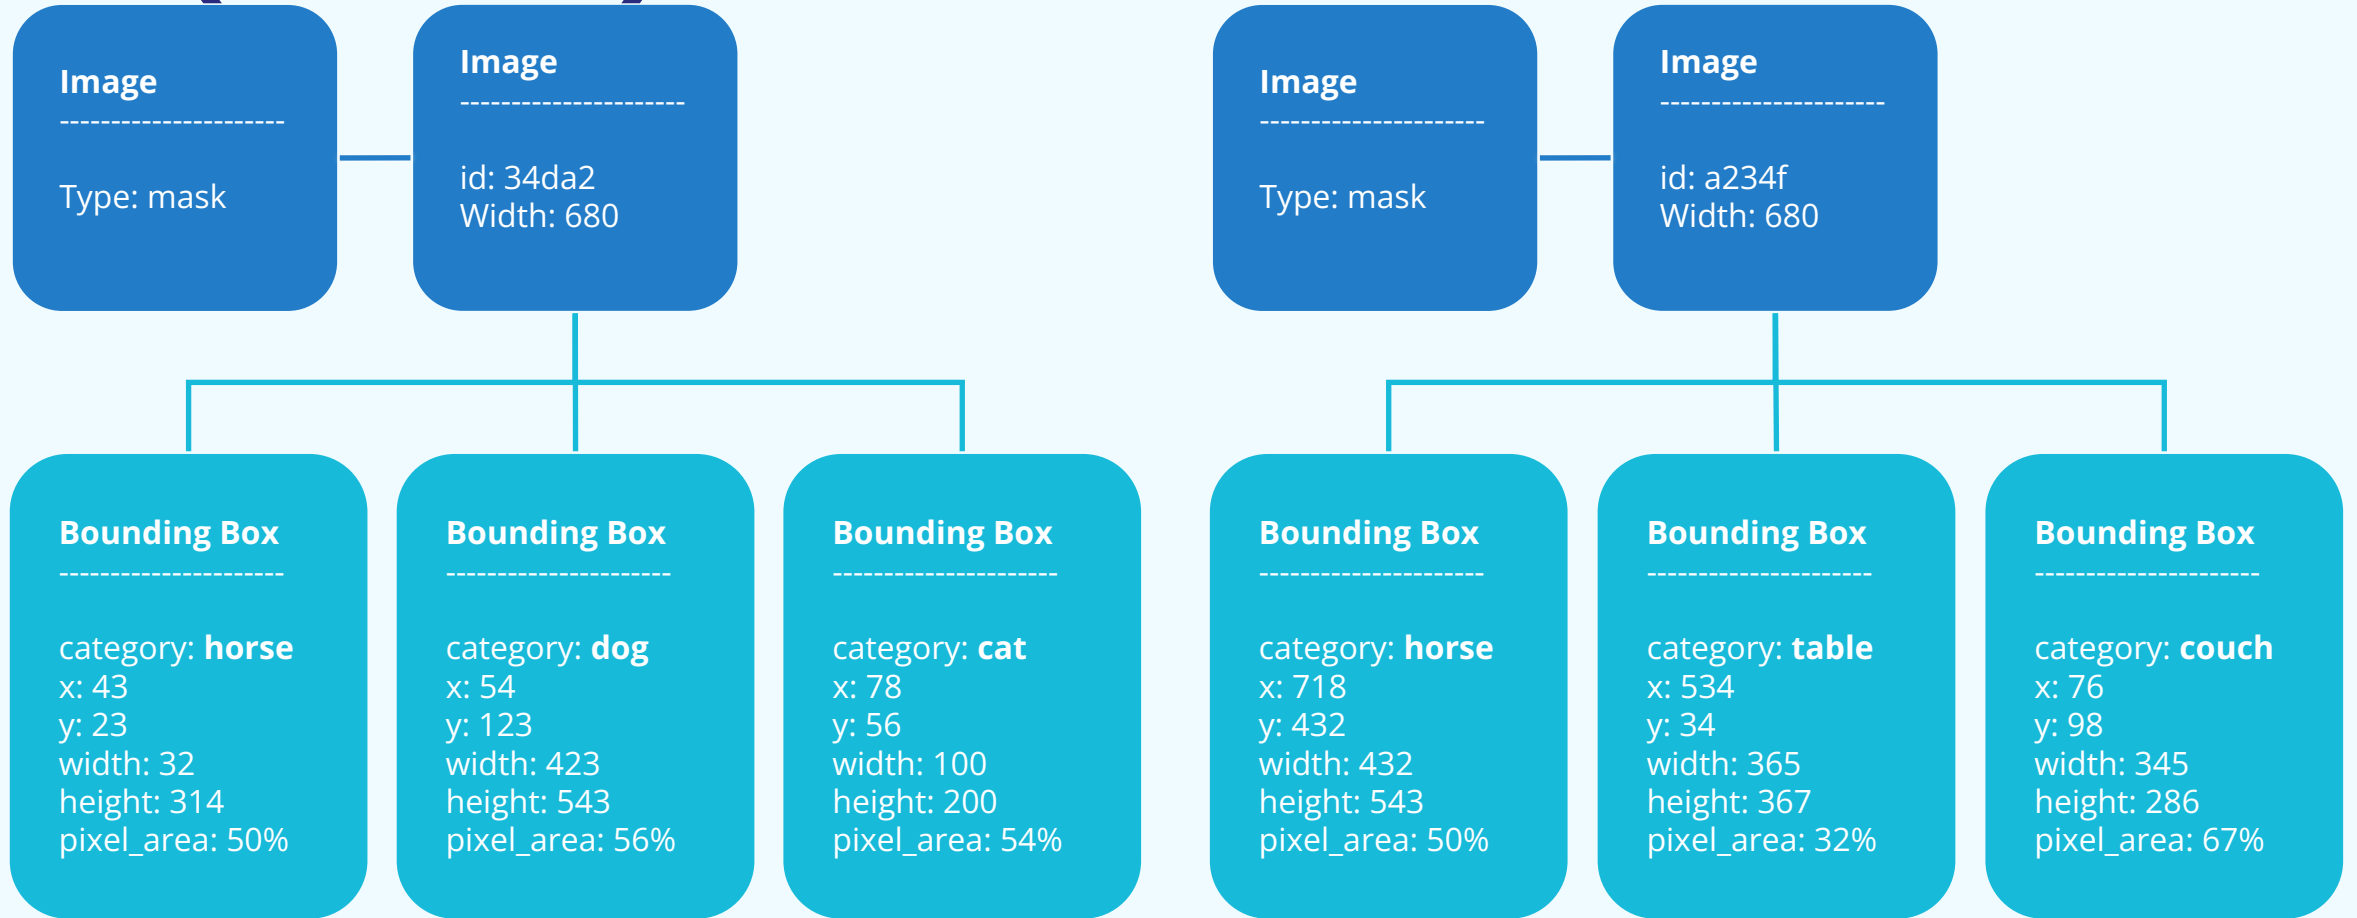 Image
----------------------
Type: mask
Image
----------------------
id: 34da2
Width: 680
Image
----------------------
Type: mask
Image
----------------------
id: a234f
Width: 680
Bounding Box
----------------------
category: horse
x: 43
y: 23
width: 32
height: 314
pixel_area: 50%
Bounding Box
----------------------
category: dog
x: 54
y: 123
width: 423
height: 543
pixel_area: 56%
Bounding Box
----------------------
category: cat
x: 78
y: 56
width: 100
height: 200
pixel_area: 54%
Bounding Box
----------------------
category: horse
x: 718
y: 432
width: 432
height: 543
pixel_area: 50%
Bounding Box
----------------------
category: table
x: 534
y: 34
width: 365
height: 367
pixel_area: 32%
Bounding Box
----------------------
category: couch
x: 76
y: 98
width: 345
height: 286
pixel_area: 67%